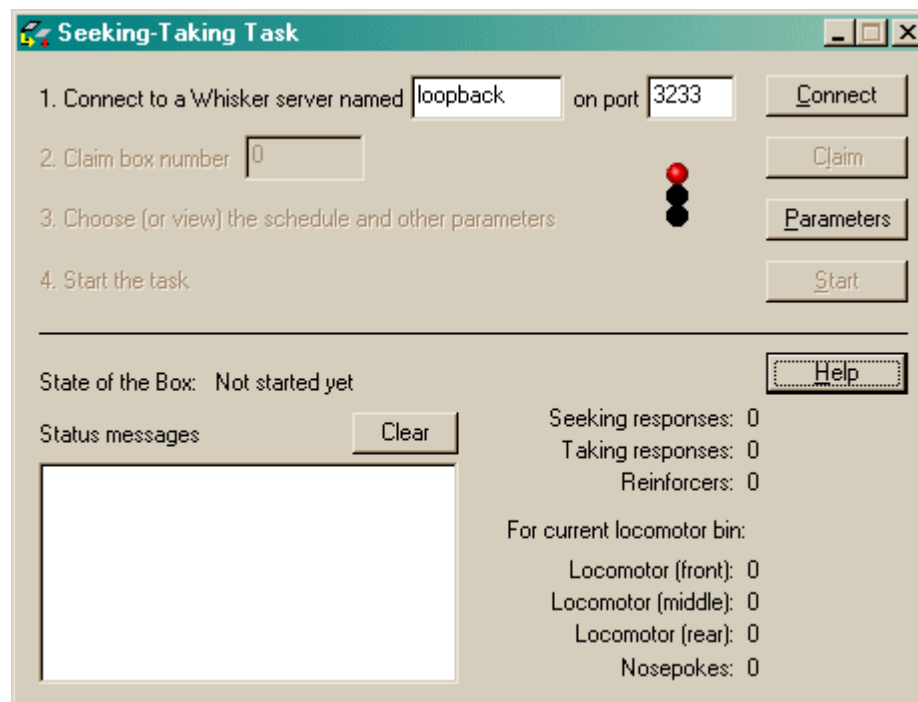 Seeking-Taking Task
1. Connect to a Whisker server named loopback on port 3233 Connect
2. Claim box number 0 Claim
3. Choose (or view) the schedule and other parameters Parameters
4. Start the task Start
State of the Box: Not started yet Help
Status messages Clear
Seeking responses: 0
Taking responses: 0
Reinforcers: 0
For current locomotor bin:
Locomotor (front): 0
Locomotor (middle): 0
Locomotor (rear): 0
Nosepokes: 0